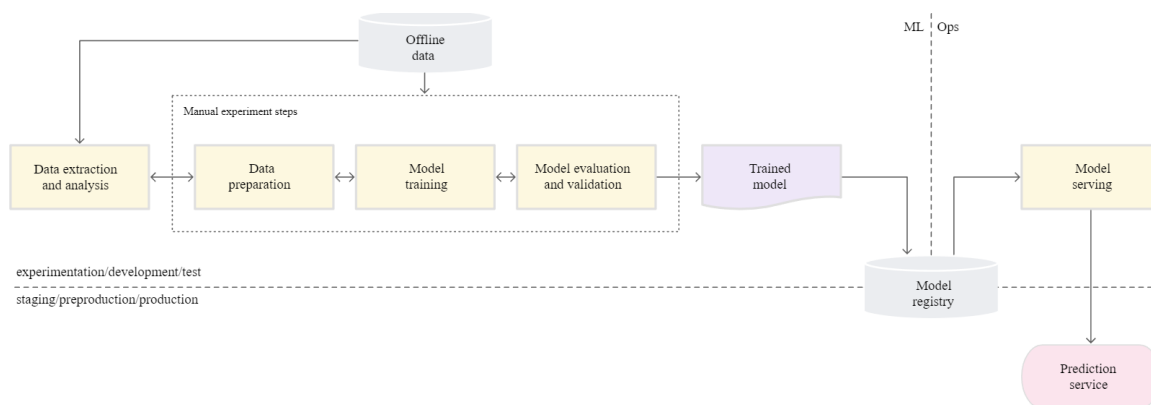 Offline
data
ML
Ops
Manual experiment steps
Data extraction
and analysis
Data
preparation
Model
training
Model evaluation
and validation
Trained
model
Model
serving
experimentation/development/test
staging/preproduction/production
Model
registry
Prediction
service